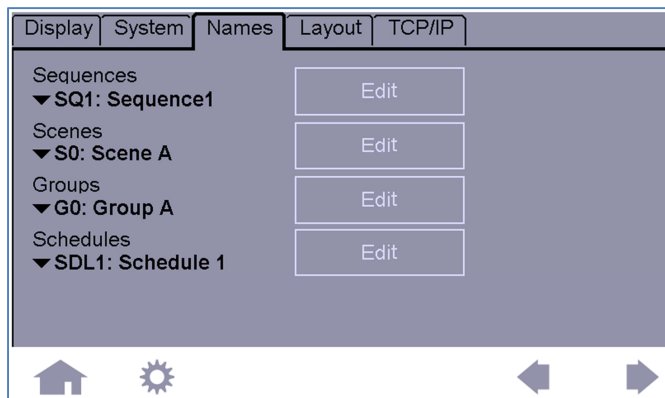 Display System Names Layout TCP/IP
Sequences
SQ1: Sequence1
Edit
Scenes
S0: Scene A
Edit
Groups
G0: Group A
Edit
Schedules
SDL1: Schedule 1
Edit